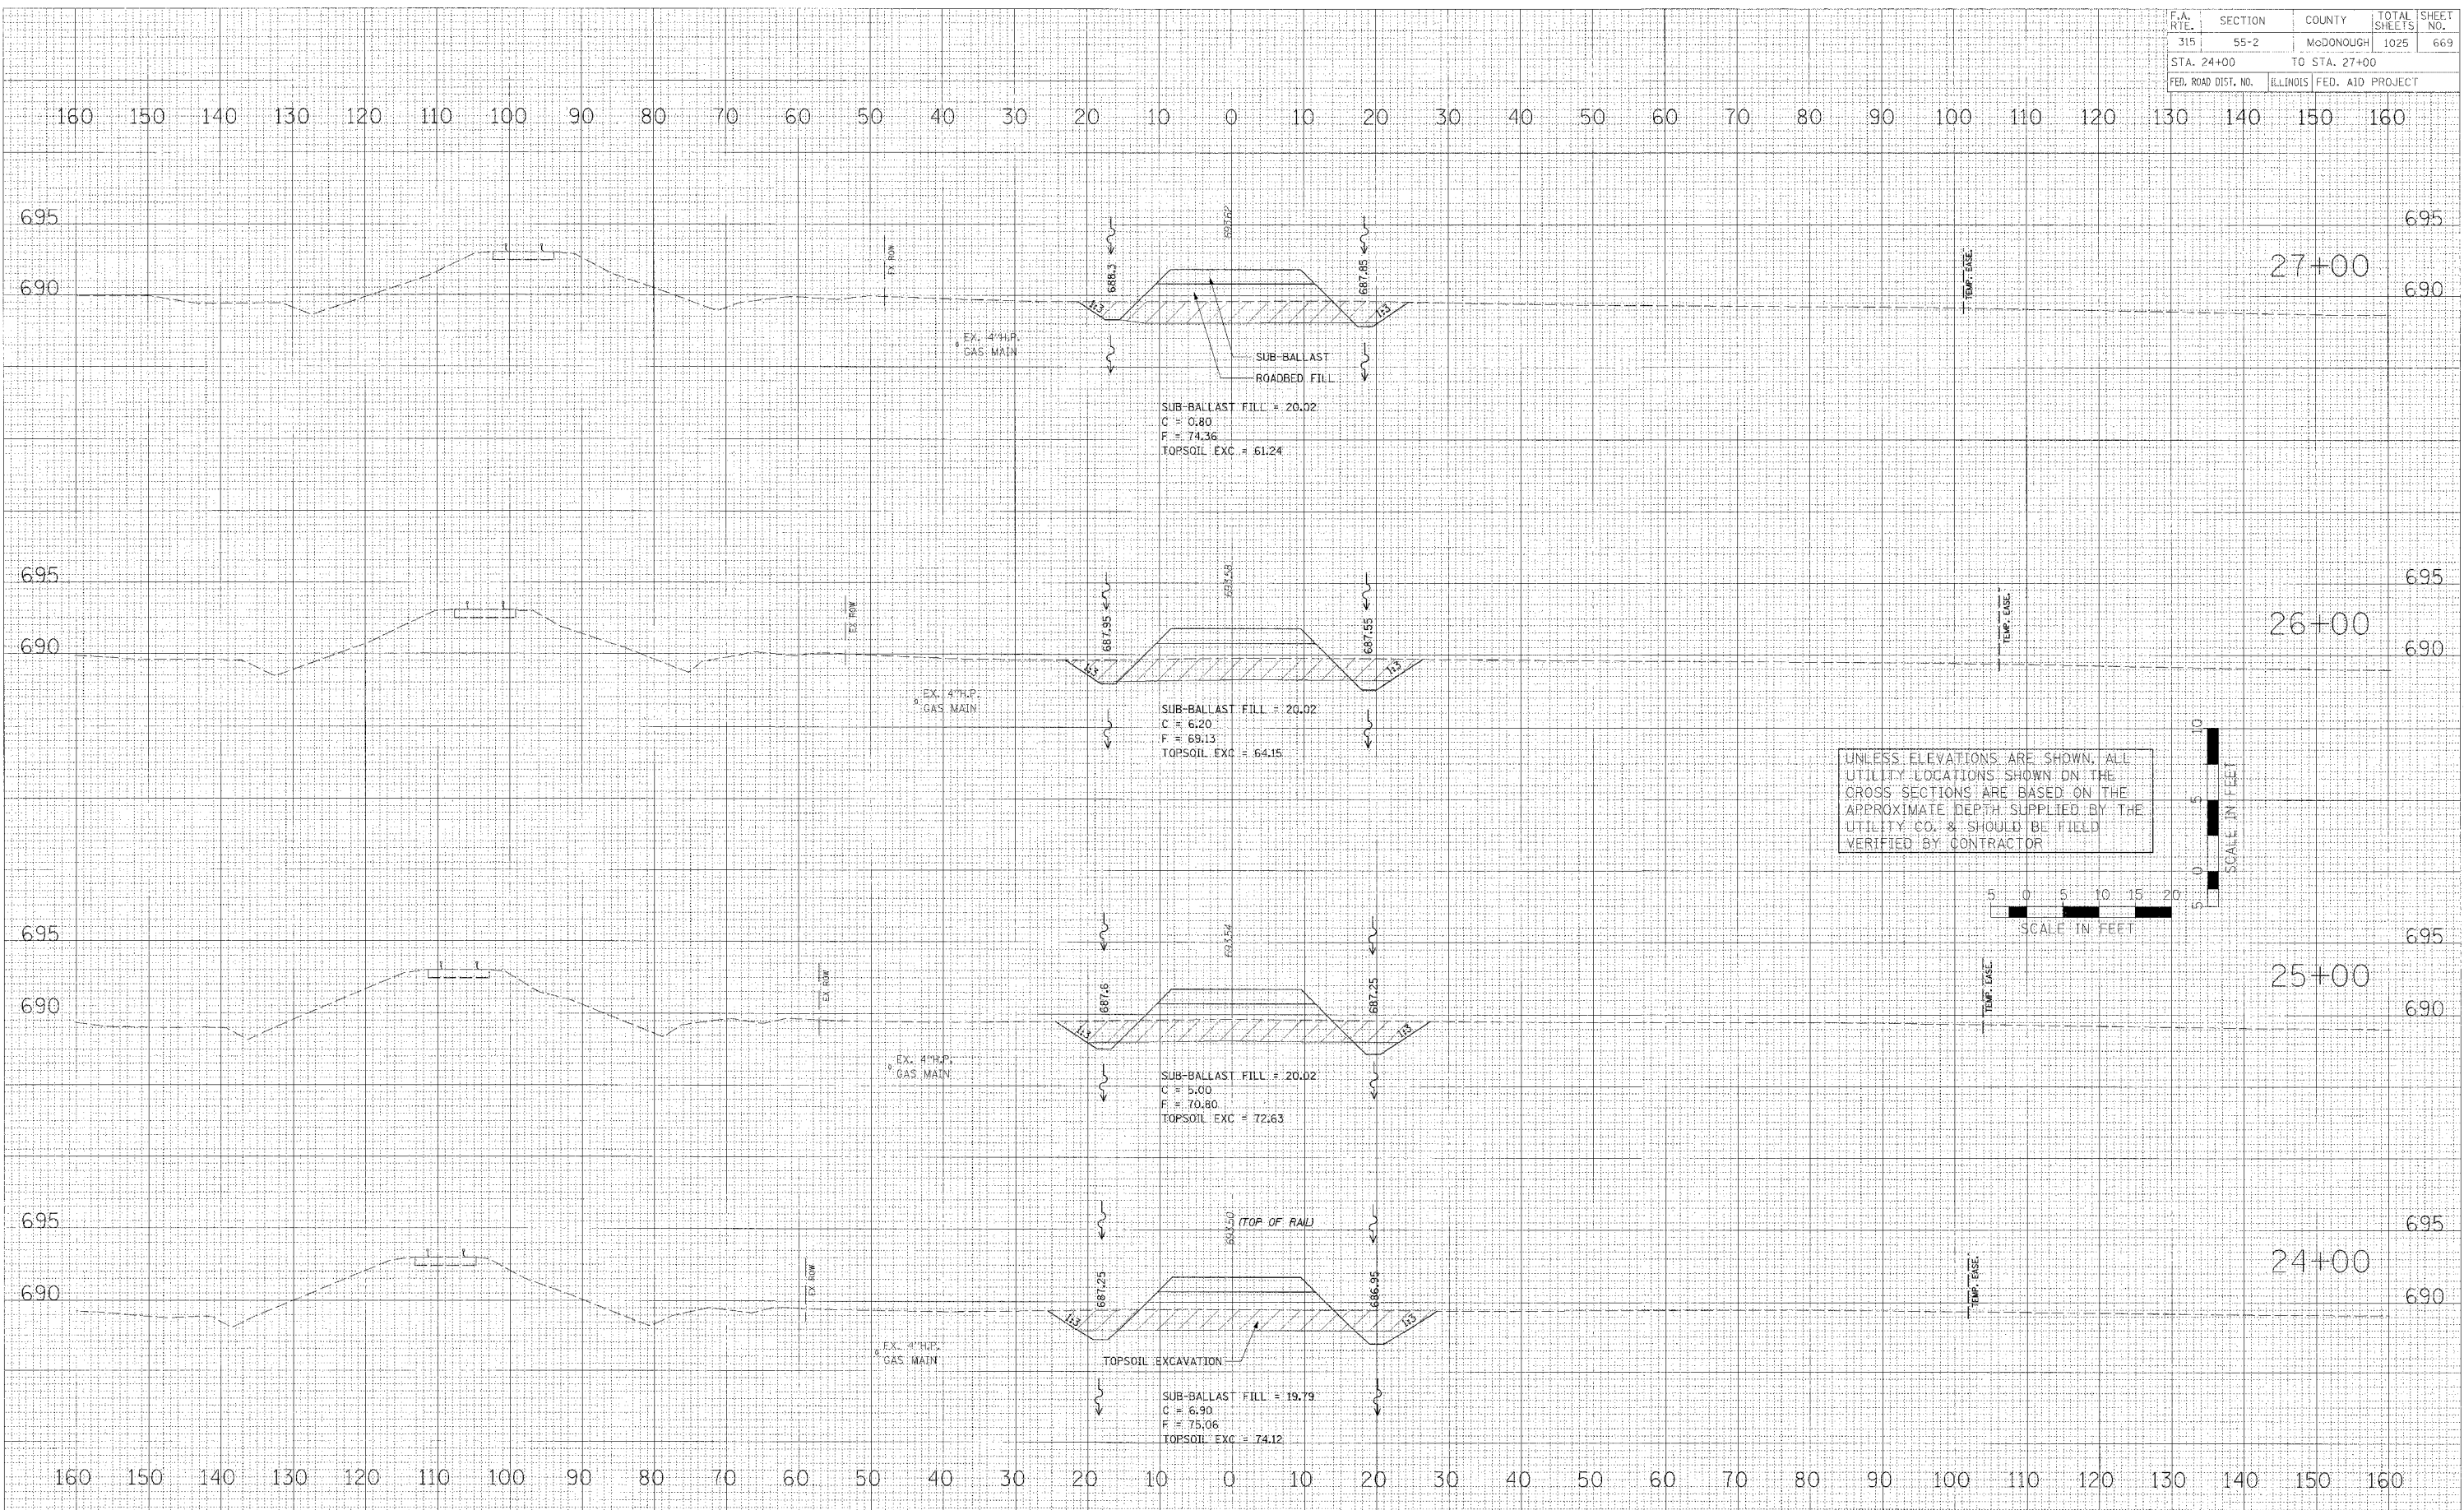 F.A. RTE. SECTION COUNTY TOTAL SHEETS SHEET NO.
315 55-2 McDONOUGH 1025 669
STA. 24+00 TO STA. 27+00
FED. ROAD DIST. NO. ILLINOIS FED. AID PROJECT
160 150 140 130 120 110 100 90 80 70 60 50 40 30 20 10 0 10 20 30 40 50 60 70 80 90 100 110 120 130 140 150 160
695 693.62 695
EX ROW 688.3 687.85 TEMP. EASE. 27+00
690 690
1:3 1:3
EX. 4"H.P.
GAS MAIN
SUB-BALLAST
ROADBED FILL
SUB-BALLAST FILL = 20.02
C = 0.80
F = 74.36
TOPSOIL EXC = 61.24
695 693.58 695
EX ROW 687.95 687.55 TEMP. EASE. 26+00
690 690
1:3 1:3
EX. 4"H.P.
GAS MAIN
SUB-BALLAST FILL = 20.02
C = 6.20
F = 69.13
TOPSOIL EXC = 64.15
UNLESS ELEVATIONS ARE SHOWN, ALL
UTILITY LOCATIONS SHOWN ON THE
CROSS SECTIONS ARE BASED ON THE
APPROXIMATE DEPTH SUPPLIED BY THE
UTILITY CO. & SHOULD BE FIELD
VERIFIED BY CONTRACTOR
5 0 5 10
SCALE IN FEET
5 0 5 10 15 20
SCALE IN FEET
695 693.54 695
EX ROW 687.6 687.25 TEMP. EASE. 25+00
690 690
1:3 1:3
EX. 4"H.P.
GAS MAIN
SUB-BALLAST FILL = 20.02
C = 5.00
F = 70.80
TOPSOIL EXC = 72.63
695 693.50 (TOP OF RAIL) 695
EX ROW 687.25 686.95 TEMP. EASE. 24+00
690 690
1:3 1:3
EX. 4"H.P.
GAS MAIN
TOPSOIL EXCAVATION
SUB-BALLAST FILL = 19.79
C = 6.90
F = 75.06
TOPSOIL EXC = 74.12
160 150 140 130 120 110 100 90 80 70 60 50 40 30 20 10 0 10 20 30 40 50 60 70 80 90 100 110 120 130 140 150 160